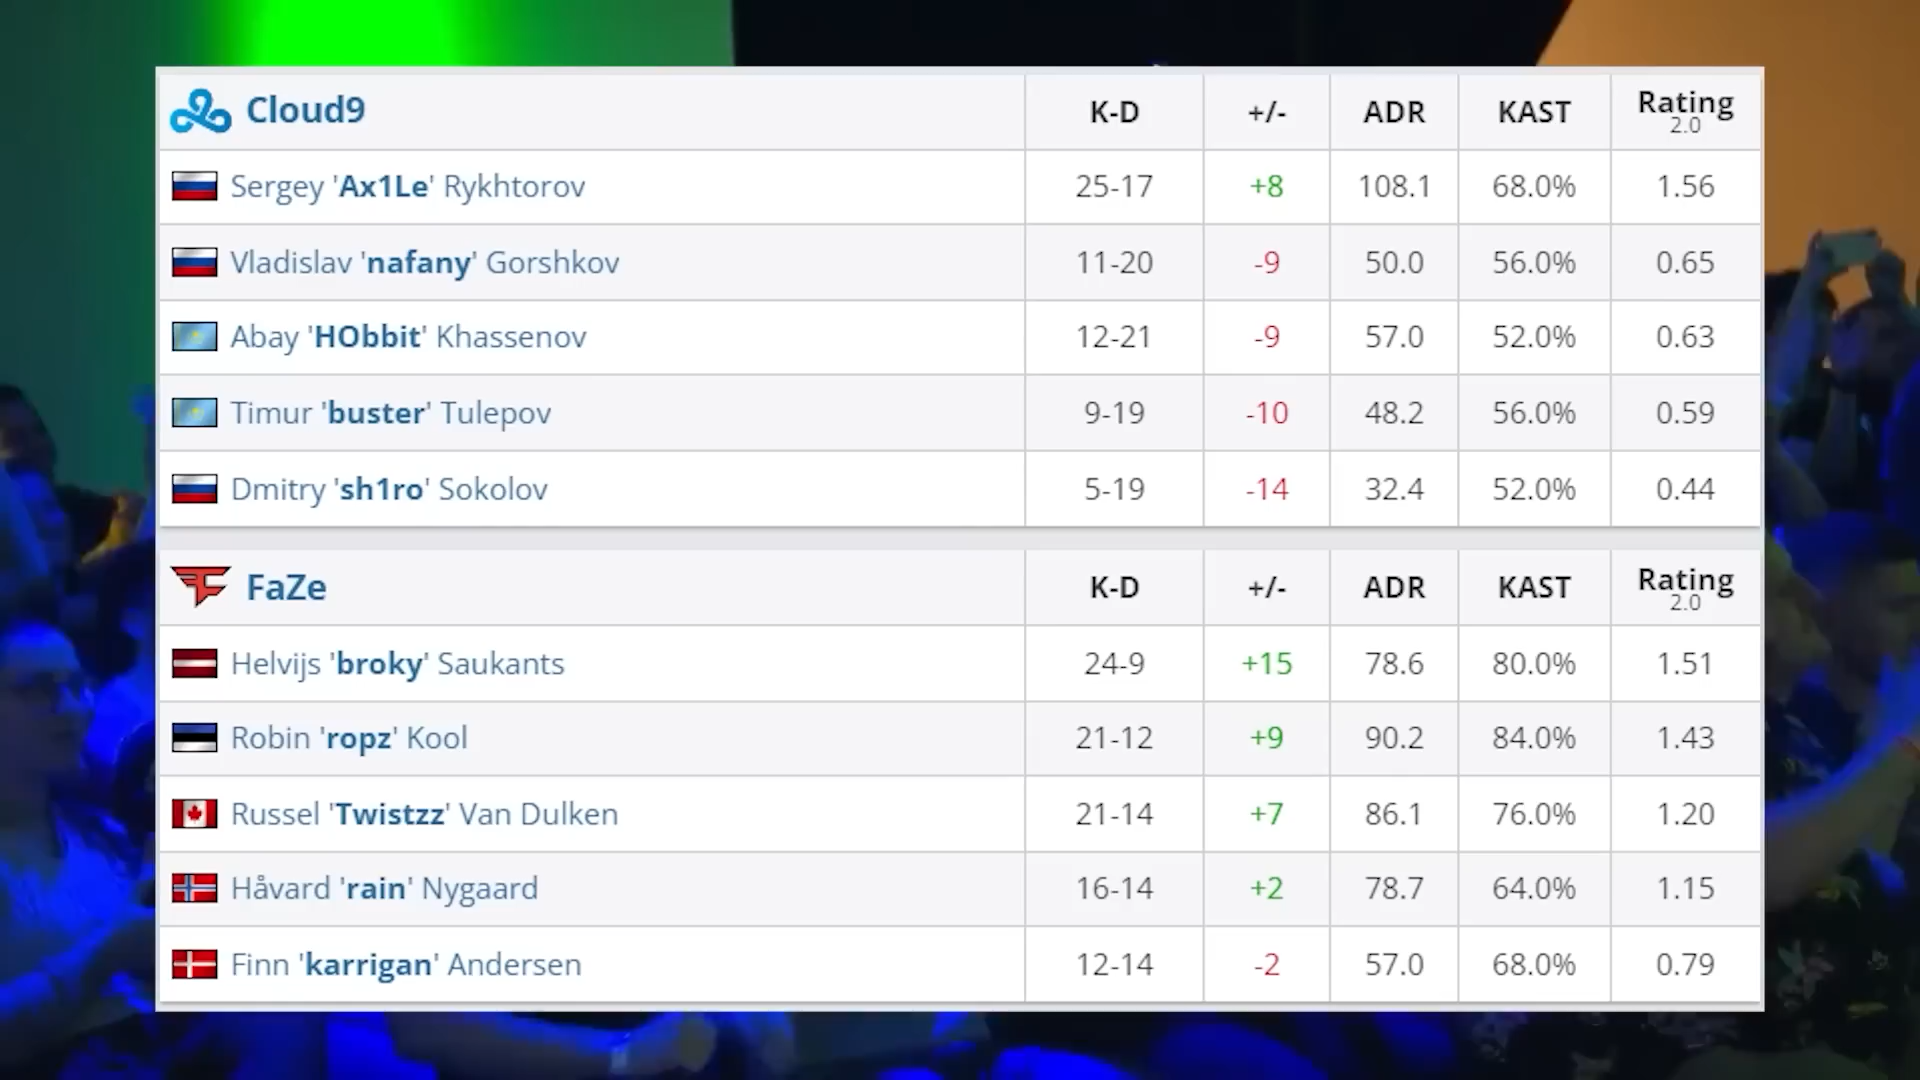 Cloud9 K-D +/- ADR KAST Rating 2.0
Sergey 'Ax1Le' Rykhtorov 25-17 +8 108.1 68.0% 1.56
Vladislav 'nafany' Gorshkov 11-20 -9 50.0 56.0% 0.65
Abay 'HObbit' Khassenov 12-21 -9 57.0 52.0% 0.63
Timur 'buster' Tulepov 9-19 -10 48.2 56.0% 0.59
Dmitry 'sh1ro' Sokolov 5-19 -14 32.4 52.0% 0.44
FaZe K-D +/- ADR KAST Rating 2.0
Helvijs 'broky' Saukants 24-9 +15 78.6 80.0% 1.51
Robin 'ropz' Kool 21-12 +9 90.2 84.0% 1.43
Russel 'Twistzz' Van Dulken 21-14 +7 86.1 76.0% 1.20
Håvard 'rain' Nygaard 16-14 +2 78.7 64.0% 1.15
Finn 'karrigan' Andersen 12-14 -2 57.0 68.0% 0.79